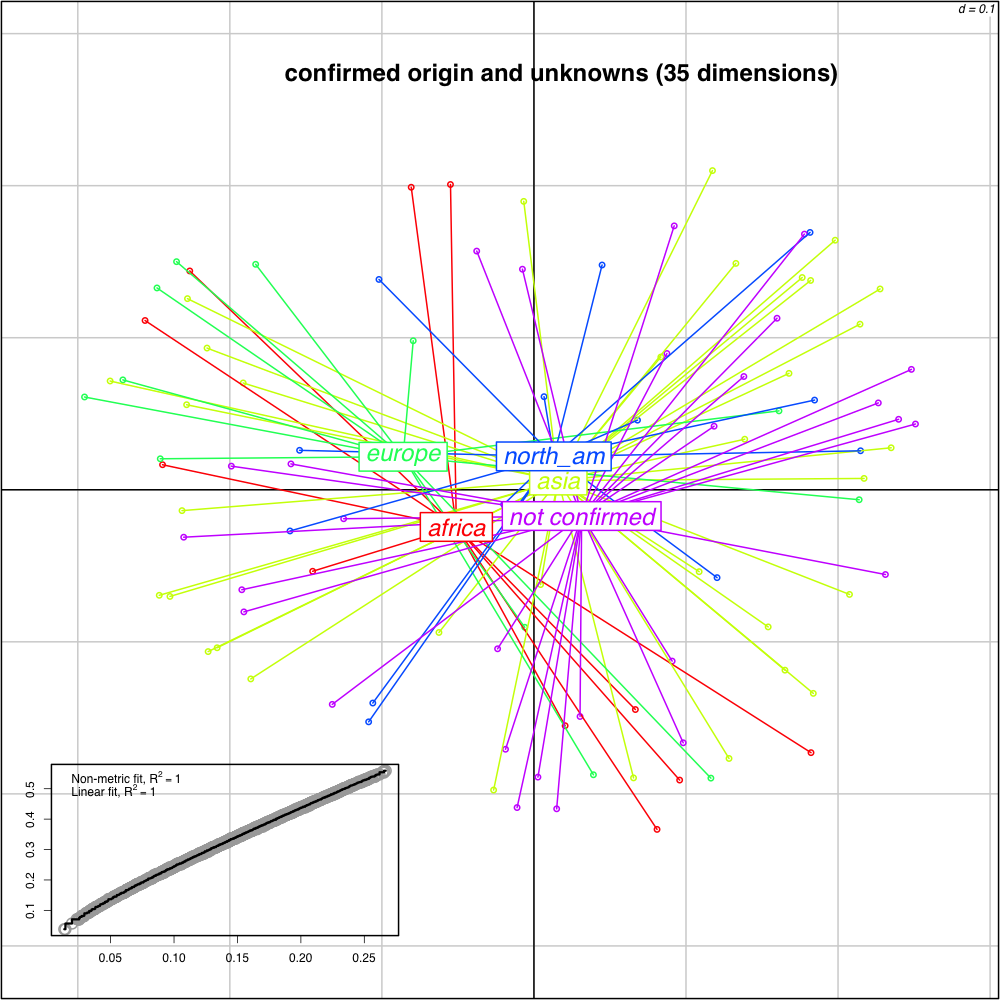 d = 0.1
confirmed origin and unknowns (35 dimensions)
europe
north_am
asia
not confirmed
africa
Non-metric fit, R² = 1
Linear fit, R² = 1
0.5
0.4
0.3
0.2
0.1
0.05 0.10 0.15 0.20 0.25